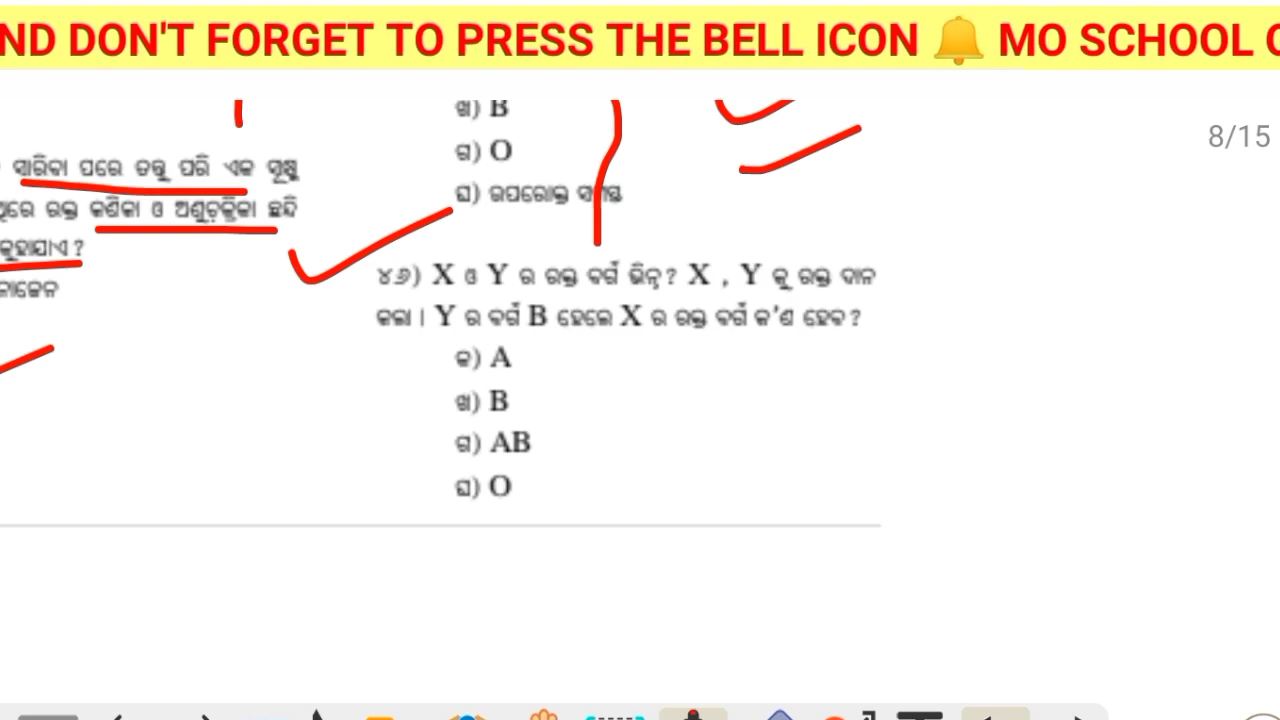 ND DON'T FORGET TO PRESS THE BELL ICON 🔔 MO SCHOOL
8/15
ସାରିବା ପରେ ତନ୍ତୁ ପରି ଏକ ସୂକ୍ଷ୍ମ
ରକ୍ତ କଣିକା ଓ ଅଣୁଚକ୍ରିକା ଛନ୍ଦି
କୁହାଯାଏ ?
ଖ) B
ଗ) O
ଘ) ଉପରୋକ୍ତ ସମସ୍ତ
୪୬) X ଓ Y ର ରକ୍ତ ବର୍ଗ ଭିନ୍ନ? X , Y କୁ ରକ୍ତ ଦାନ
କଲା । Y ର ବର୍ଗ B ହେଲେ X ର ରକ୍ତ ବର୍ଗ କ'ଣ ହେବ?
କ) A
ଖ) B
ଗ) AB
ଘ) O